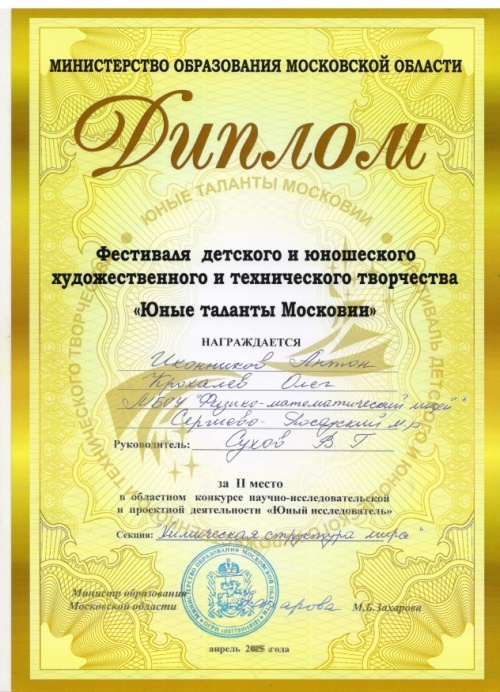 МИНИСТЕРСТВО ОБРАЗОВАНИЯ МОСКОВСКОЙ ОБЛАСТИ
Диплом
ЮНЫЕ ТАЛАНТЫ МОСКОВИИ
Фестиваля детского и юношеского
художественного и технического творчества
«Юные таланты Московии»
НАГРАЖДАЕТСЯ
Иконников Антон
Крохалев Олег
МБОУ "Физико-математический лицей"
Сергиево-Посадский м.р.
Руководитель: Сухов В Г
за II место
в областном конкурсе научно-исследовательской
и проектной деятельности «Юный исследователь»
Секция: "Химическая структура мира"
Министр образования
Московской области
М.Б.Захарова
апрель года